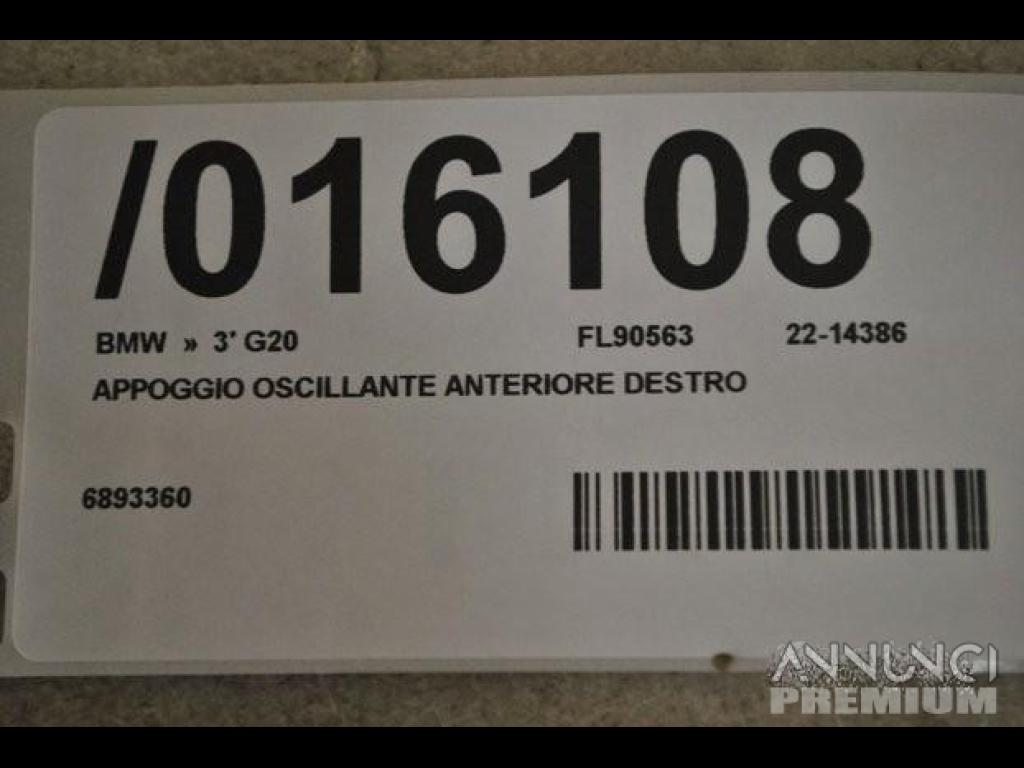 /016108
BMW » 3' G20 FL90563 22-14386
APPOGGIO OSCILLANTE ANTERIORE DESTRO
6893360
ANNUNCI
PREMIUM